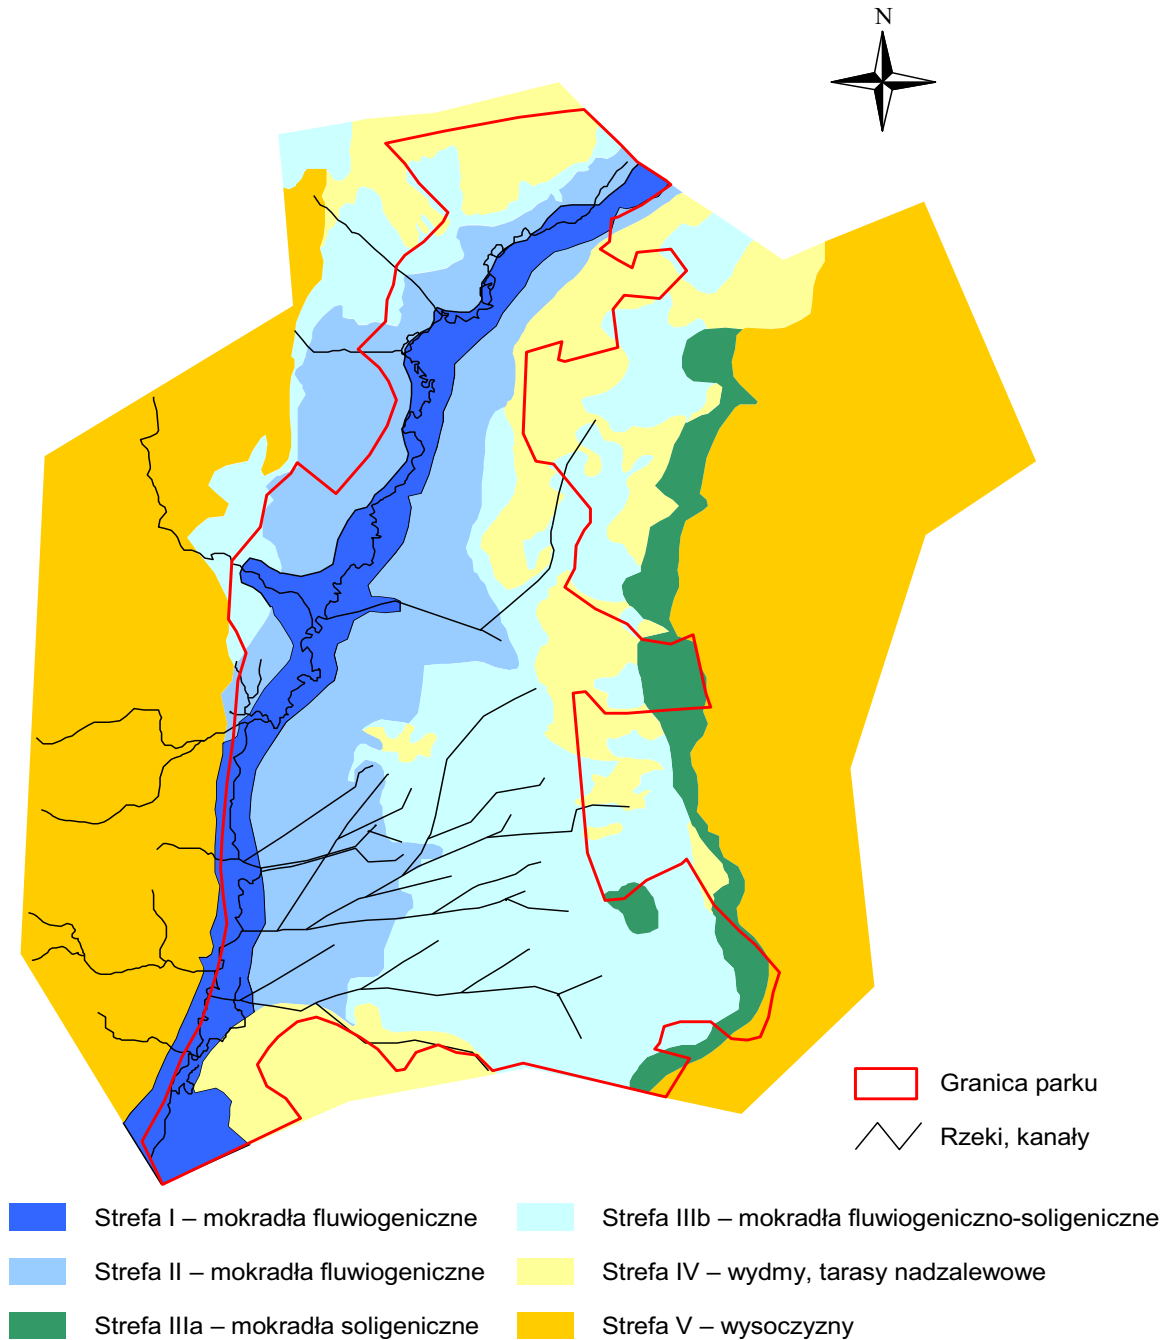 N
Granica parku
Rzeki, kanały
Strefa I – mokradła fluwiogeniczne
Strefa IIIb – mokradła fluwiogeniczno-soligeniczne
Strefa II – mokradła fluwiogeniczne
Strefa IV – wydmy, tarasy nadzalewowe
Strefa IIIa – mokradła soligeniczne
Strefa V – wysoczyzny